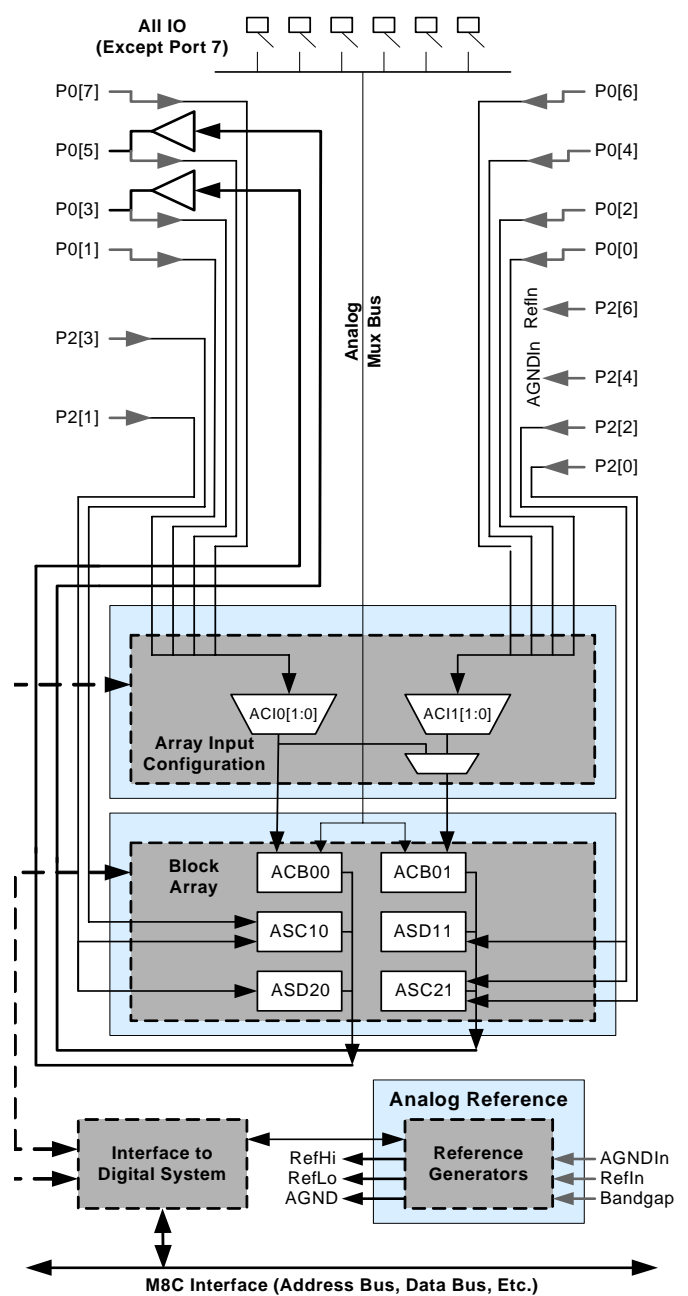 All IO
(Except Port 7)
P0[7]
P0[6]
P0[5]
P0[4]
P0[3]
P0[2]
P0[1]
P0[0]
Analog
Mux Bus
RefIn
P2[6]
P2[3]
AGNDIn
P2[4]
P2[1]
P2[2]
P2[0]
ACI0[1:0]
ACI1[1:0]
Array Input
Configuration
Block
Array
ACB00
ACB01
ASC10
ASD11
ASD20
ASC21
Analog Reference
Interface to
Digital System
RefHi
RefLo
AGND
Reference
Generators
AGNDIn
RefIn
Bandgap
M8C Interface (Address Bus, Data Bus, Etc.)